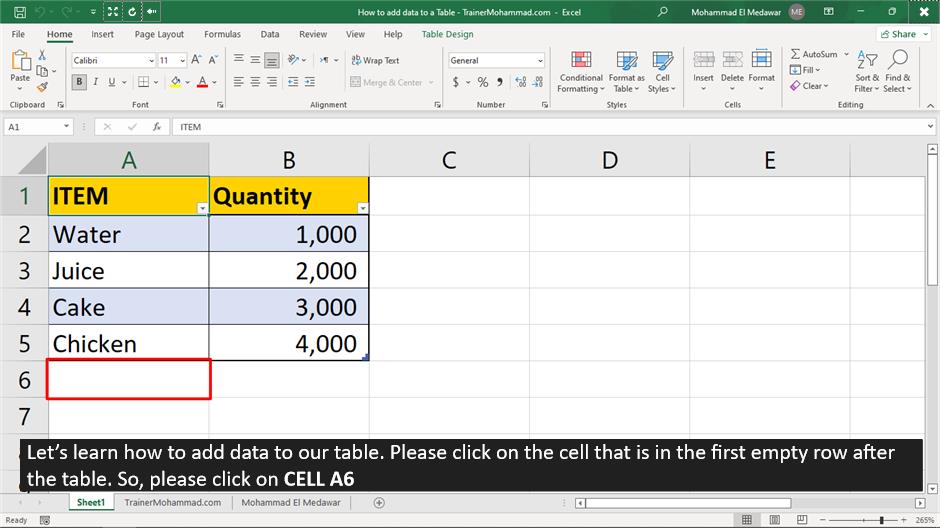 How to add data to a Table - TrainerMohammad.com - Excel
Mohammad El Medawar
ME
File Home Insert Page Layout Formulas Data Review View Help Table Design
Share
Paste
Clipboard
Calibri 11
B I U
Font
Wrap Text
Merge & Center
Alignment
General
$ % 9
Number
Conditional Formatting
Format as Table
Cell Styles
Styles
Insert Delete Format
Cells
AutoSum
Fill
Clear
Sort & Filter
Find & Select
Editing
A1 fx ITEM
A B C D E
1 ITEM Quantity
2 Water 1,000
3 Juice 2,000
4 Cake 3,000
5 Chicken 4,000
6
7
Let’s learn how to add data to our table. Please click on the cell that is in the first empty row after
the table. So, please click on CELL A6
Sheet1 TrainerMohammad.com Mohammad El Medawar
Ready 265%